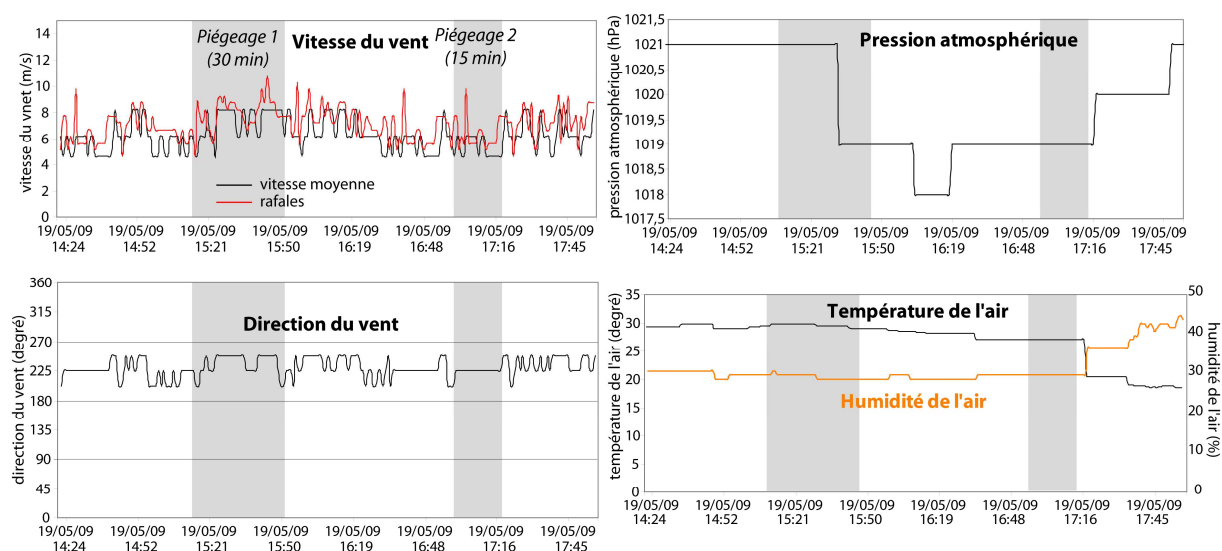 14
12
10
8
6
4
2
0
vitesse du vnet (m/s)
Piégeage 1
(30 min)
Vitesse du vent
Piégeage 2
(15 min)
vitesse moyenne
rafales
19/05/09 19/05/09 19/05/09 19/05/09 19/05/09 19/05/09 19/05/09 19/05/09
14:24 14:52 15:21 15:50 16:19 16:48 17:16 17:45
1021,5
1021
1020,5
1020
1019,5
1019
1018,5
1018
1017,5
pression atmosphérique (hPa)
Pression atmosphérique
19/05/09 19/05/09 19/05/09 19/05/09 19/05/09 19/05/09 19/05/09 19/05/09
14:24 14:52 15:21 15:50 16:19 16:48 17:16 17:45
360
315
270
225
180
135
90
45
0
direction du vent (degré)
Direction du vent
19/05/09 19/05/09 19/05/09 19/05/09 19/05/09 19/05/09 19/05/09 19/05/09
14:24 14:52 15:21 15:50 16:19 16:48 17:16 17:45
35
30
25
20
15
10
5
0
température de l'air (degré)
Température de l'air
Humidité de l'air
50
40
30
20
10
0
humidité de l'air (%)
19/05/09 19/05/09 19/05/09 19/05/09 19/05/09 19/05/09 19/05/09 19/05/09
14:24 14:52 15:21 15:50 16:19 16:48 17:16 17:45